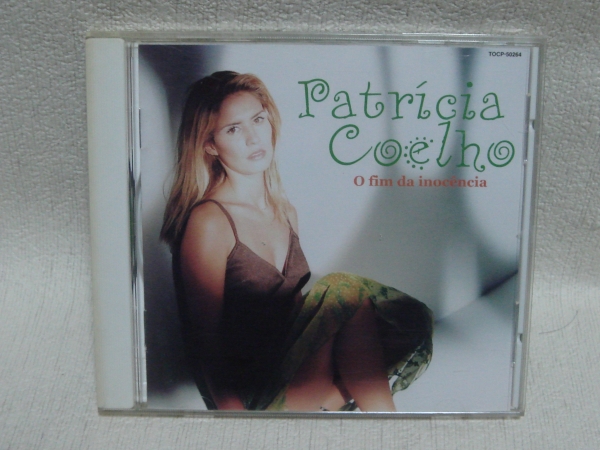 TOCP-50264
Patrícia
Coelho
O fim da inocência